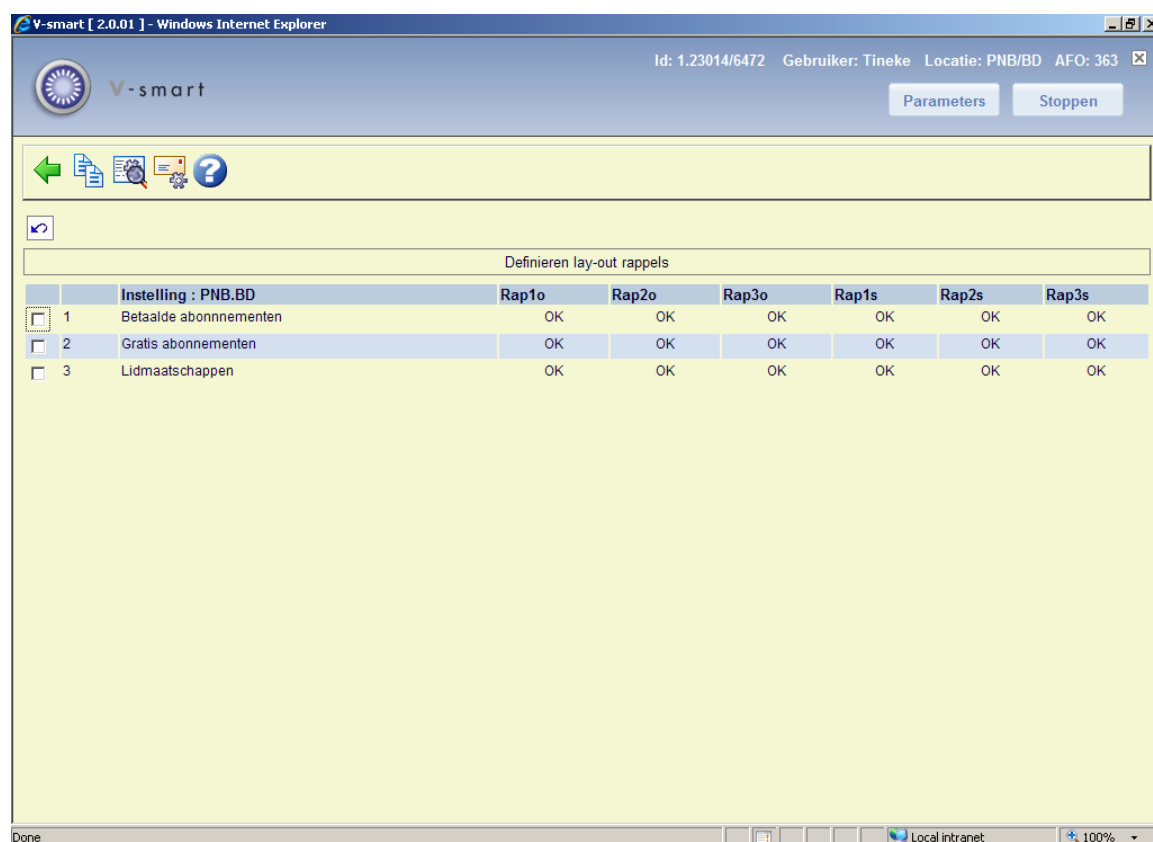 V-smart [ 2.0.01 ] - Windows Internet Explorer
Id: 1.23014/6472 Gebruiker: Tineke Locatie: PNB/BD AFO: 363
V-smart
Parameters Stoppen
Definieren lay-out rappels
Instelling : PNB.BD Rap1o Rap2o Rap3o Rap1s Rap2s Rap3s
1 Betaalde abonnnementen OK OK OK OK OK OK
2 Gratis abonnementen OK OK OK OK OK OK
3 Lidmaatschappen OK OK OK OK OK OK
Done Local intranet 100%